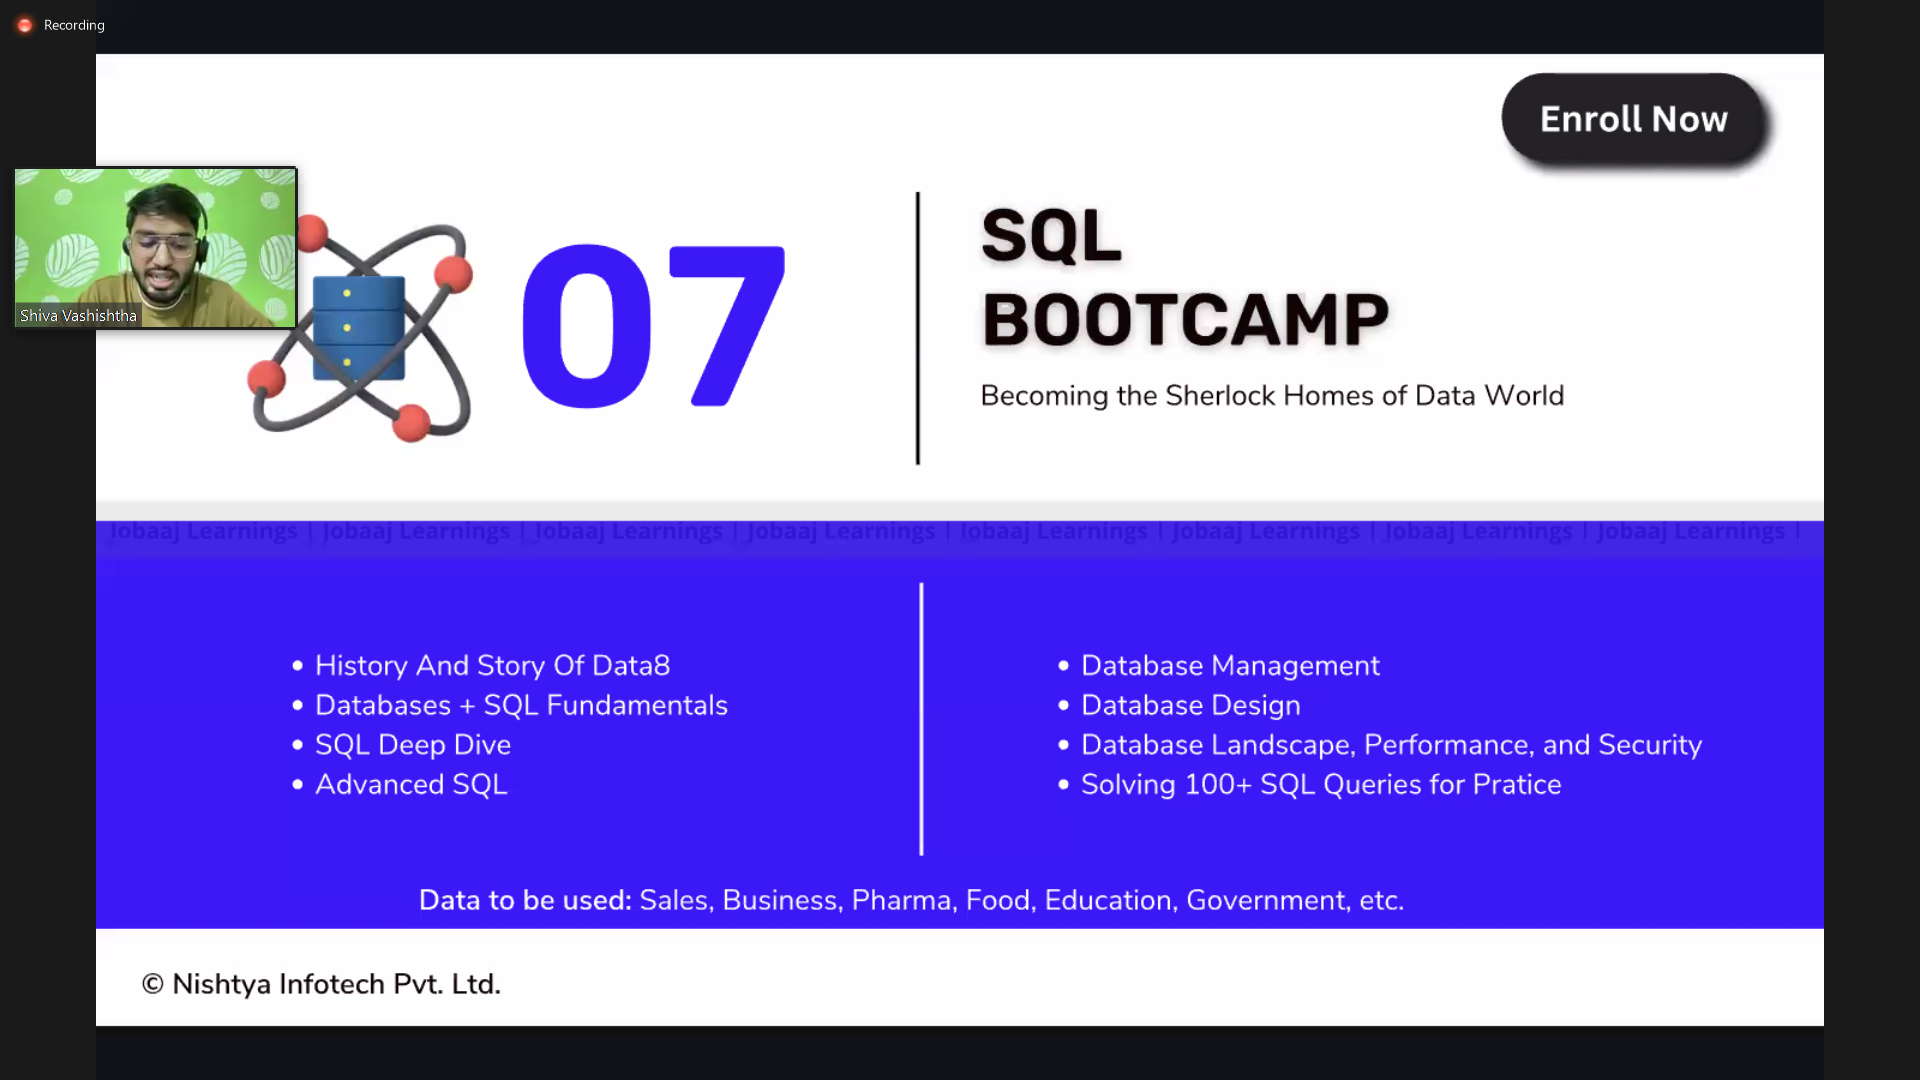 Recording
Enroll Now
Shiva Vashishtha
07
SQL
BOOTCAMP
Becoming the Sherlock Homes of Data World
Jobaaj Learnings | Jobaaj Learnings | Jobaaj Learnings | Jobaaj Learnings | Jobaaj Learnings | Jobaaj Learnings | Jobaaj Learnings | Jobaaj Learnings |
History And Story Of Data8
Databases + SQL Fundamentals
SQL Deep Dive
Advanced SQL
Database Management
Database Design
Database Landscape, Performance, and Security
Solving 100+ SQL Queries for Pratice
Data to be used: Sales, Business, Pharma, Food, Education, Government, etc.
© Nishtya Infotech Pvt. Ltd.